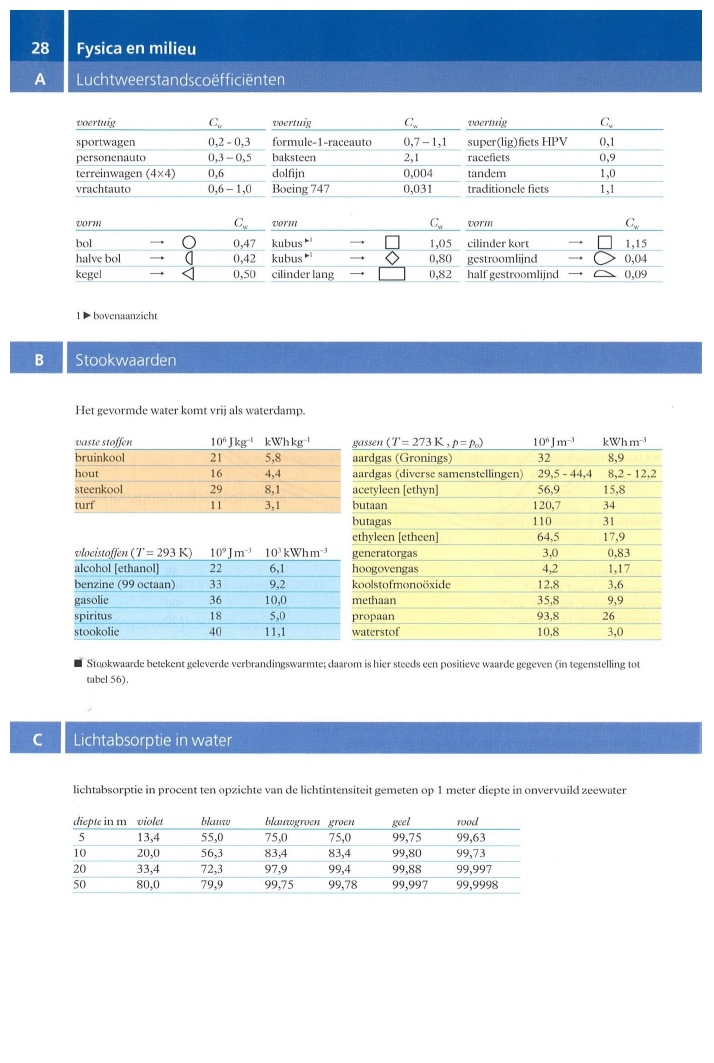 28 Fysica en milieu
A Luchtweerstandscoëfficiënten
voertuig Cw voertuig Cw voertuig Cw
sportwagen 0,2 - 0,3 formule-1-raceauto 0,7 – 1,1 super(lig)fiets HPV 0,1
personenauto 0,3 – 0,5 baksteen 2,1 racefiets 0,9
terreinwagen (4×4) 0,6 dolfijn 0,004 tandem 1,0
vrachtauto 0,6 – 1,0 Boeing 747 0,031 traditionele fiets 1,1
vorm Cw vorm Cw vorm Cw
bol → 0,47 kubus ►1 → 1,05 cilinder kort → 1,15
halve bol → 0,42 kubus ►1 → 0,80 gestroomlijnd → 0,04
kegel → 0,50 cilinder lang → 0,82 half gestroomlijnd → 0,09
1 ► bovenaanzicht
B Stookwaarden
Het gevormde water komt vrij als waterdamp.
vaste stoffen 10⁶ J kg⁻¹ kWh kg⁻¹
bruinkool 21 5,8
hout 16 4,4
steenkool 29 8,1
turf 11 3,1
vloeistoffen (T = 293 K) 10⁹ J m⁻³ 10³ kWh m⁻³
alcohol [ethanol] 22 6,1
benzine (99 octaan) 33 9,2
gasolie 36 10,0
spiritus 18 5,0
stookolie 40 11,1
gassen (T = 273 K , p = p₀) 10⁶ J m⁻³ kWh m⁻³
aardgas (Gronings) 32 8,9
aardgas (diverse samenstellingen) 29,5 - 44,4 8,2 - 12,2
acetyleen [ethyn] 56,9 15,8
butaan 120,7 34
butagas 110 31
ethyleen [etheen] 64,5 17,9
generatorgas 3,0 0,83
hoogovengas 4,2 1,17
koolstofmonoöxide 12,8 3,6
methaan 35,8 9,9
propaan 93,8 26
waterstof 10,8 3,0
■ Stookwaarde betekent geleverde verbrandingswarmte; daarom is hier steeds een positieve waarde gegeven (in tegenstelling tot
tabel 56).
C Lichtabsorptie in water
lichtabsorptie in procent ten opzichte van de lichtintensiteit gemeten op 1 meter diepte in onvervuild zeewater
diepte in m violet blauw blauwgroen groen geel rood
5 13,4 55,0 75,0 75,0 99,75 99,63
10 20,0 56,3 83,4 83,4 99,80 99,73
20 33,4 72,3 97,9 99,4 99,88 99,997
50 80,0 79,9 99,75 99,78 99,997 99,9998